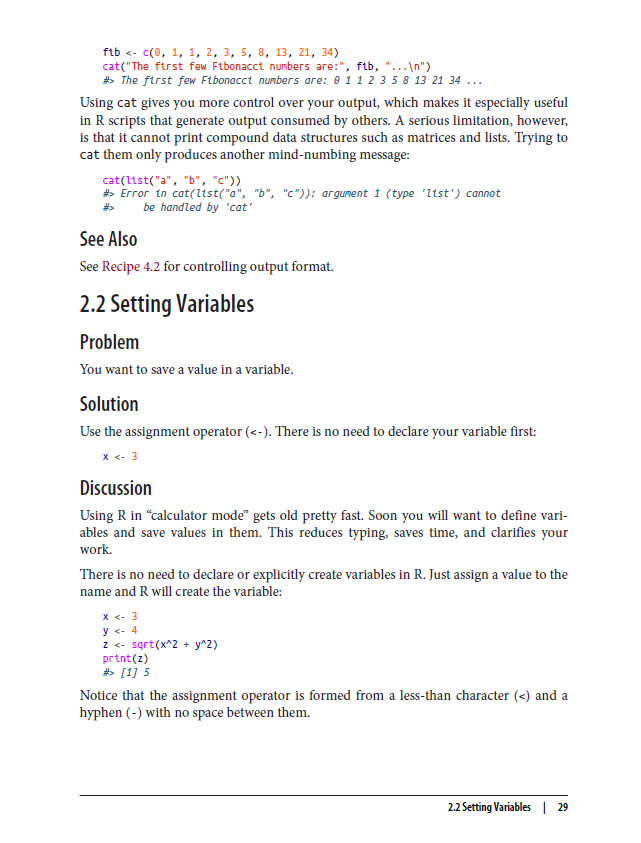 fib <- c(0, 1, 1, 2, 3, 5, 8, 13, 21, 34)
cat("The first few Fibonacci numbers are:", fib, "...\n")
#> The first few Fibonacci numbers are: 0 1 1 2 3 5 8 13 21 34 ...
Using cat gives you more control over your output, which makes it especially useful
in R scripts that generate output consumed by others. A serious limitation, however,
is that it cannot print compound data structures such as matrices and lists. Trying to
cat them only produces another mind-numbing message:
cat(list("a", "b", "c"))
#> Error in cat(list("a", "b", "c")): argument 1 (type 'list') cannot
#>     be handled by 'cat'
See Also
See Recipe 4.2 for controlling output format.
2.2 Setting Variables
Problem
You want to save a value in a variable.
Solution
Use the assignment operator (<-). There is no need to declare your variable first:
x <- 3
Discussion
Using R in “calculator mode” gets old pretty fast. Soon you will want to define vari-
ables and save values in them. This reduces typing, saves time, and clarifies your
work.
There is no need to declare or explicitly create variables in R. Just assign a value to the
name and R will create the variable:
x <- 3
y <- 4
z <- sqrt(x^2 + y^2)
print(z)
#> [1] 5
Notice that the assignment operator is formed from a less-than character (<) and a
hyphen (-) with no space between them.
2.2 Setting Variables | 29